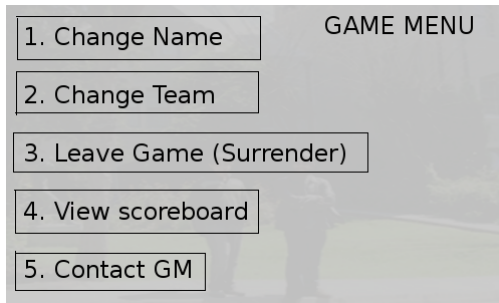 GAME MENU
1. Change Name
2. Change Team
3. Leave Game (Surrender)
4. View scoreboard
5. Contact GM